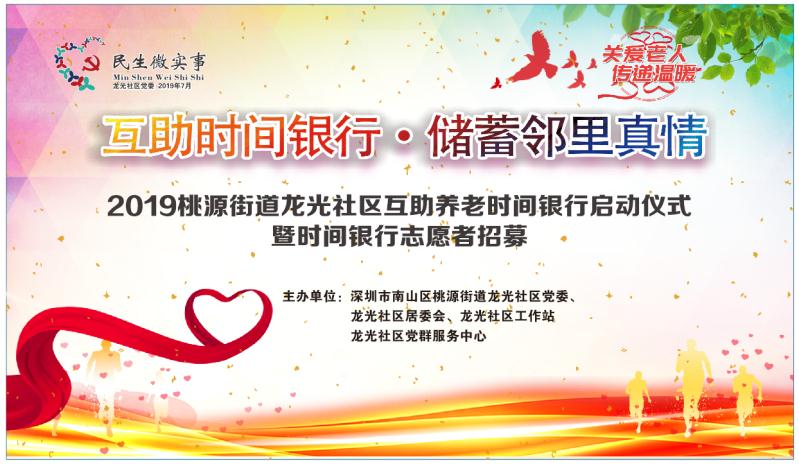 民生微实事
Min Shen Wei Shi Shi
龙光社区党委·2019年7月
关爱老人
传递温暖
互助时间银行·储蓄邻里真情
2019桃源街道龙光社区互助养老时间银行启动仪式
暨时间银行志愿者招募
主办单位：深圳市南山区桃源街道龙光社区党委、
龙光社区居委会、龙光社区工作站
龙光社区党群服务中心